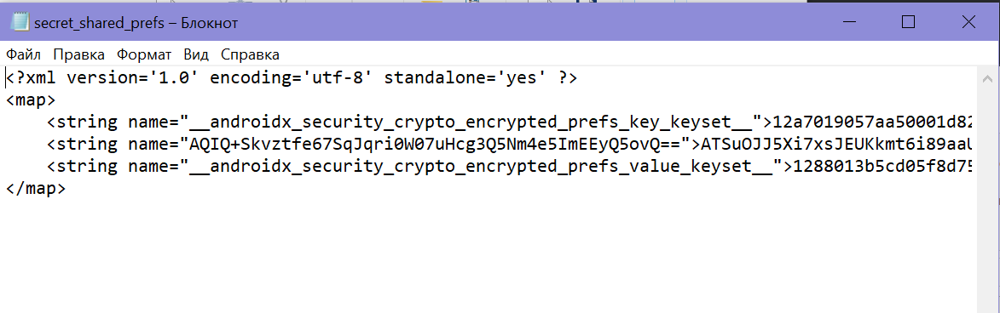 secret_shared_prefs – Блокнот
Файл Правка Формат Вид Справка
<?xml version='1.0' encoding='utf-8' standalone='yes' ?>
<map>
    <string name="__androidx_security_crypto_encrypted_prefs_key_keyset__">12a7019057aa50001d82
    <string name="AQIQ+Skvztfe67SqJqri0W07uHcg3Q5Nm4e5ImEEyQ5ovQ==">ATSuOJJ5Xi7xsJEUKkmt6i89aaU
    <string name="__androidx_security_crypto_encrypted_prefs_value_keyset__">1288013b5cd05f8d75
</map>